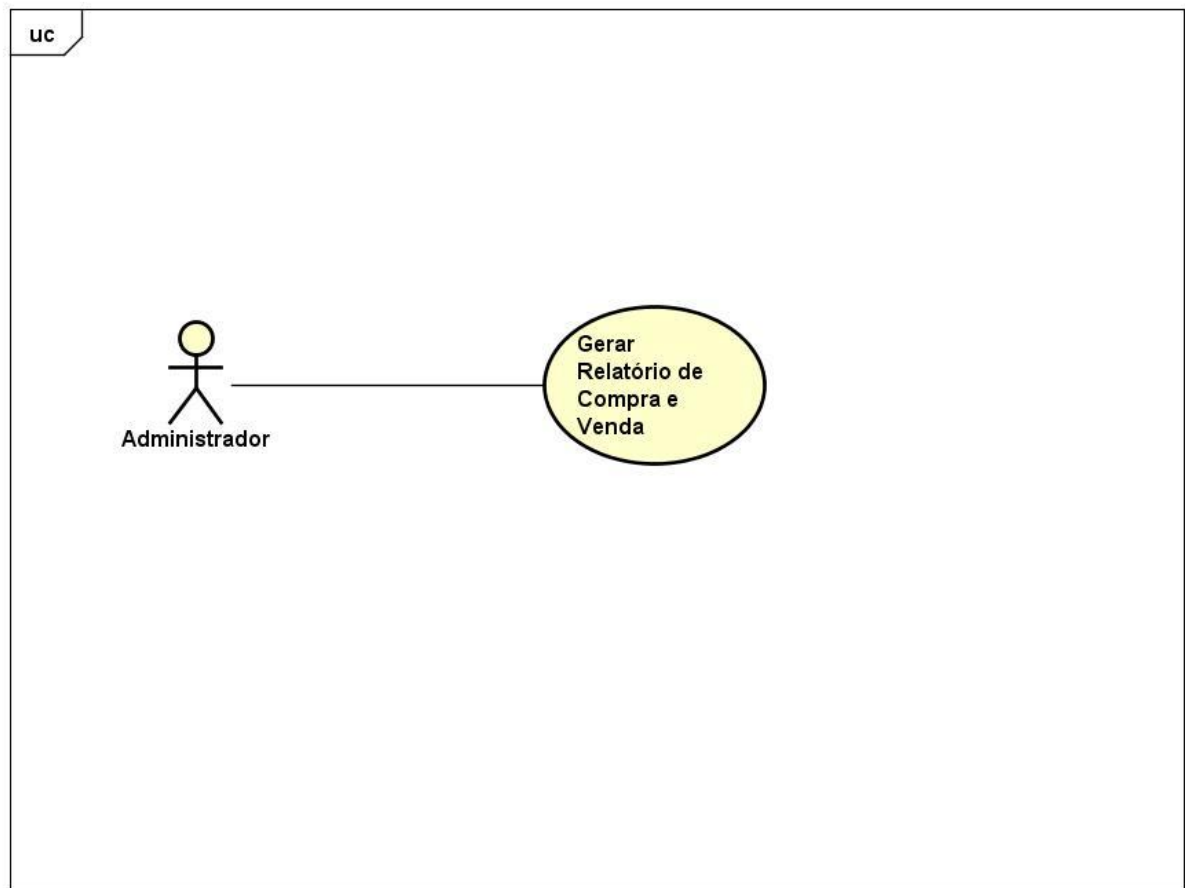 uc
Gerar
Relatório de
Compra e
Venda
Administrador